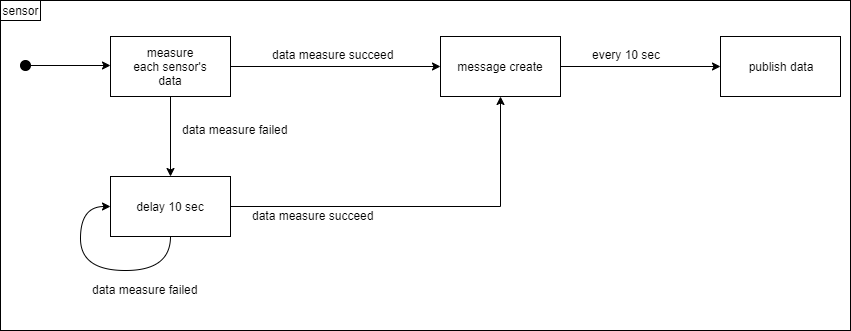 sensor
measure
each sensor's
data
data measure succeed
message create
every 10 sec
publish data
data measure failed
delay 10 sec
data measure succeed
data measure failed